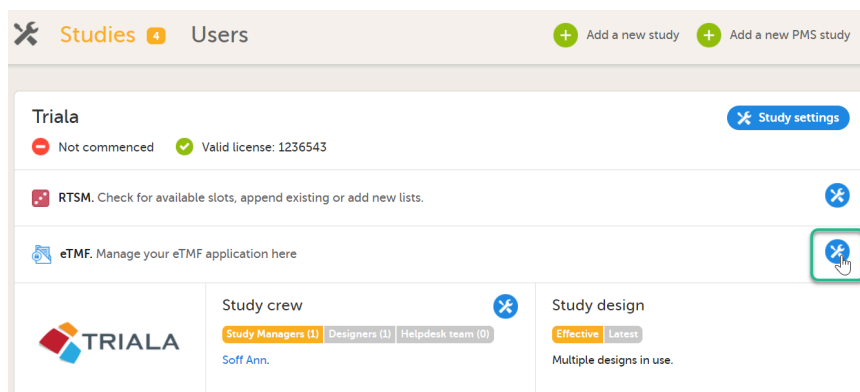 Studies 4 Users
Add a new study Add a new PMS study
Triala
Study settings
Not commenced Valid license: 1236543
RTSM. Check for available slots, append existing or add new lists.
eTMF. Manage your eTMF application here
TRIALA
Study crew
Study Managers (1) Designers (1) Helpdesk team (0)
Soff Ann.
Study design
Effective Latest
Multiple designs in use.